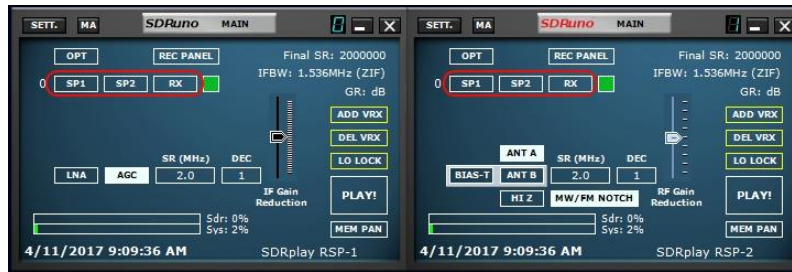 SETT. MA SDRuno MAIN
OPT REC PANEL Final SR: 2000000
IFBW: 1.536MHz (ZIF)
0 SP1 SP2 RX GR: dB
ADD VRX
DEL VRX
SR (MHz) DEC LO LOCK
LNA AGC 2.0 1
IF Gain
Reduction PLAY!
Sdr: 0%
Sys: 2% MEM PAN
4/11/2017 9:09:36 AM SDRplay RSP-1
SETT. MA SDRuno MAIN
OPT REC PANEL Final SR: 2000000
IFBW: 1.536MHz (ZIF)
0 SP1 SP2 RX GR: dB
ADD VRX
DEL VRX
ANT A SR (MHz) DEC LO LOCK
BIAS-T ANT B 2.0 1
HI Z MW/FM NOTCH RF Gain
Reduction PLAY!
Sdr: 0%
Sys: 2% MEM PAN
4/11/2017 9:09:36 AM SDRplay RSP-2